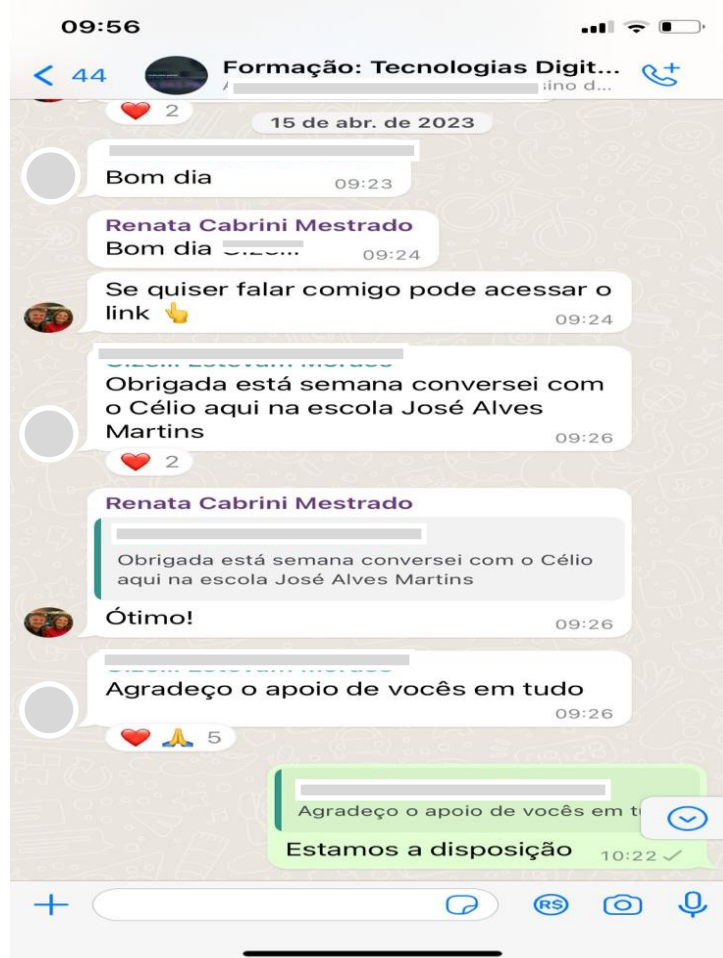 09:56
44
Formação: Tecnologias Digit...
ino d...
2
15 de abr. de 2023
Bom dia
09:23
Renata Cabrini Mestrado
Bom dia
09:24
Se quiser falar comigo pode acessar o
link 👆
09:24
Obrigada está semana conversei com
o Célio aqui na escola José Alves
Martins
09:26
2
Renata Cabrini Mestrado
Obrigada está semana conversei com o Célio
aqui na escola José Alves Martins
Ótimo!
09:26
Agradeço o apoio de vocês em tudo
09:26
5
Agradeço o apoio de vocês em t
Estamos a disposição
10:22
R$